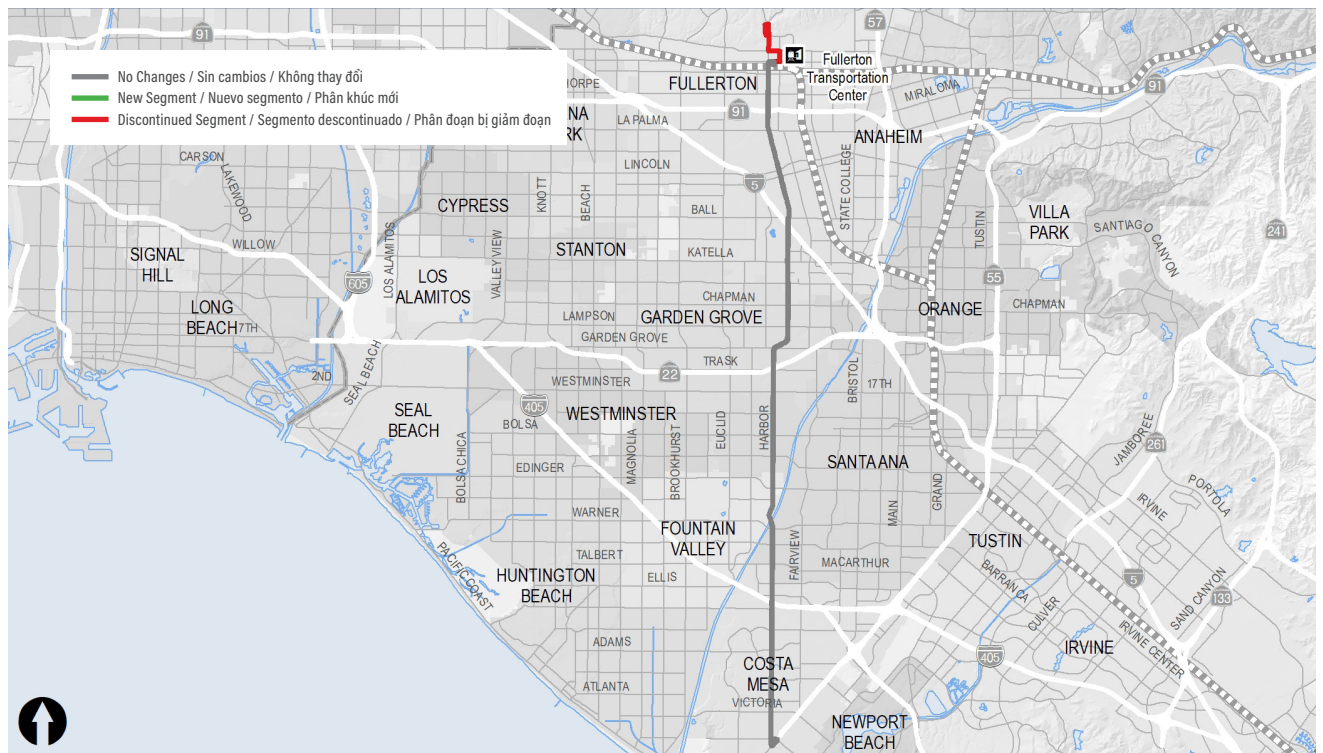 91
57
No Changes / Sin cambios / Không thay đổi
New Segment / Nuevo segmento / Phân khúc mới
Discontinued Segment / Segmento descontinuado / Phân đoạn bị giảm đoạn
Fullerton
Transportation
Center
FULLERTON
ORPE
NA
RK
LA PALMA
91
MIRALOMA
91
ANAHEIM
CARSON
LAKEWOOD
LINCOLN
5
STATE COLLEGE
CYPRESS
KNOTT
BEACH
BALL
VILLA
PARK
TUSTIN
SANTIAGO
CANYON
241
WILLOW
SIGNAL
HILL
LOS ALAMITOS
VALLEY VIEW
STANTON
KATELLA
605
LOS
ALAMITOS
55
LONG
BEACH
7TH
CHAPMAN
LAMPSON
GARDEN GROVE
GARDEN GROVE
ORANGE
CHAPMAN
TRASK
22
2ND
SEAL BEACH
WESTMINSTER
BRISTOL
17TH
SEAL
BEACH
405
WESTMINSTER
BOLSA
EUCLID
HARBOR
JAMBOREE
261
BOLSA CHICA
EDINGER
MAGNOLIA
BROOKHURST
SANTA ANA
GRAND
MAIN
PORTOLA
IRVINE
WARNER
FOUNTAIN
VALLEY
FAIRVIEW
TUSTIN
PACIFIC COAST
TALBERT
MACARTHUR
HUNTINGTON
BEACH
ELLIS
BARRANCA
5
SAND CANYON
133
CULVER
ADAMS
IRVINE CENTER
IRVINE
405
COSTA
MESA
ATLANTA
VICTORIA
NEWPORT
BEACH